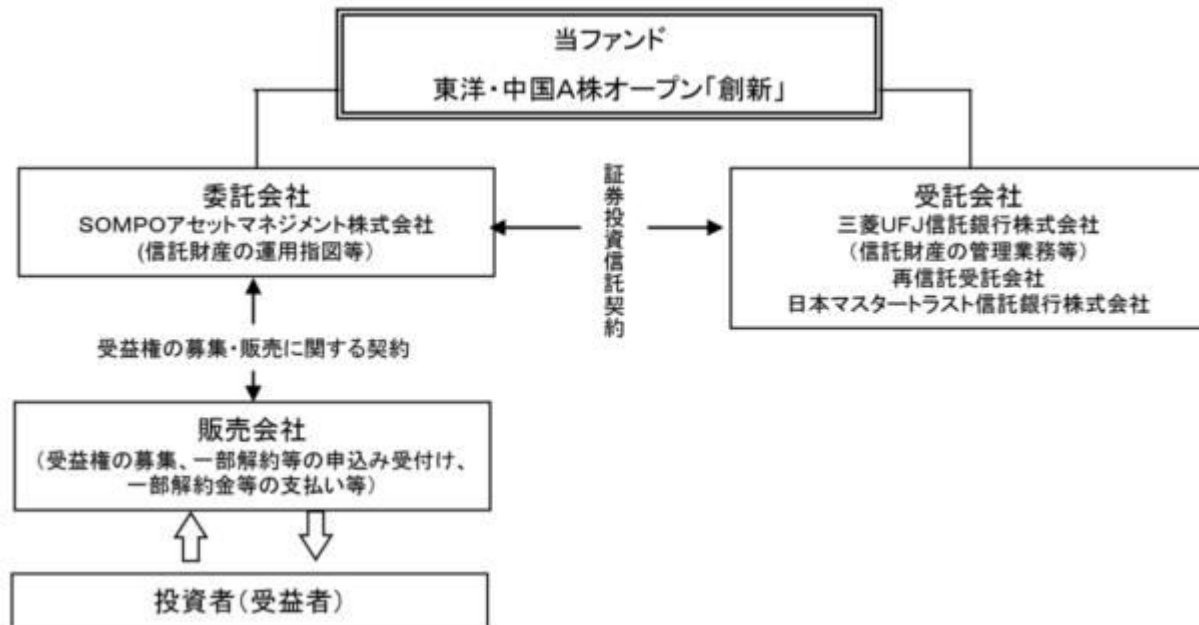 当ファンド
東洋・中国A株オープン「創新」
委託会社
SOMPOアセットマネジメント株式会社
(信託財産の運用指図等)
証券投資信託契約
受託会社
三菱UFJ信託銀行株式会社
(信託財産の管理業務等)
再信託受託会社
日本マスタートラスト信託銀行株式会社
受益権の募集・販売に関する契約
販売会社
(受益権の募集、一部解約等の申込み受付け、
一部解約金等の支払い等)
投資者(受益者)